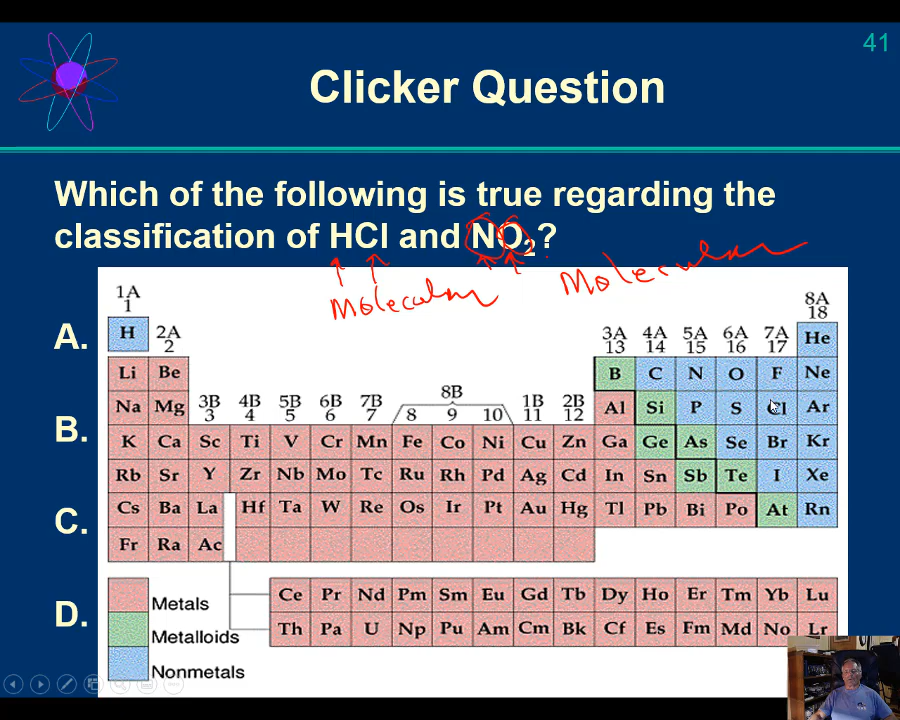 41
Clicker Question
Which of the following is true regarding the
classification of HCl and NO2?
Molecular
Molecular
A.
B.
C.
D.
1A 2A 3B 4B 5B 6B 7B 8B 1B 2B 3A 4A 5A 6A 7A 8A
1 2 3 4 5 6 7 8 9 10 11 12 13 14 15 16 17 18
H He
Li Be B C N O F Ne
Na Mg Al Si P S Cl Ar
K Ca Sc Ti V Cr Mn Fe Co Ni Cu Zn Ga Ge As Se Br Kr
Rb Sr Y Zr Nb Mo Tc Ru Rh Pd Ag Cd In Sn Sb Te I Xe
Cs Ba La Hf Ta W Re Os Ir Pt Au Hg Tl Pb Bi Po At Rn
Fr Ra Ac
Ce Pr Nd Pm Sm Eu Gd Tb Dy Ho Er Tm Yb Lu
Th Pa U Np Pu Am Cm Bk Cf Es Fm Md No Lr
Metals
Metalloids
Nonmetals